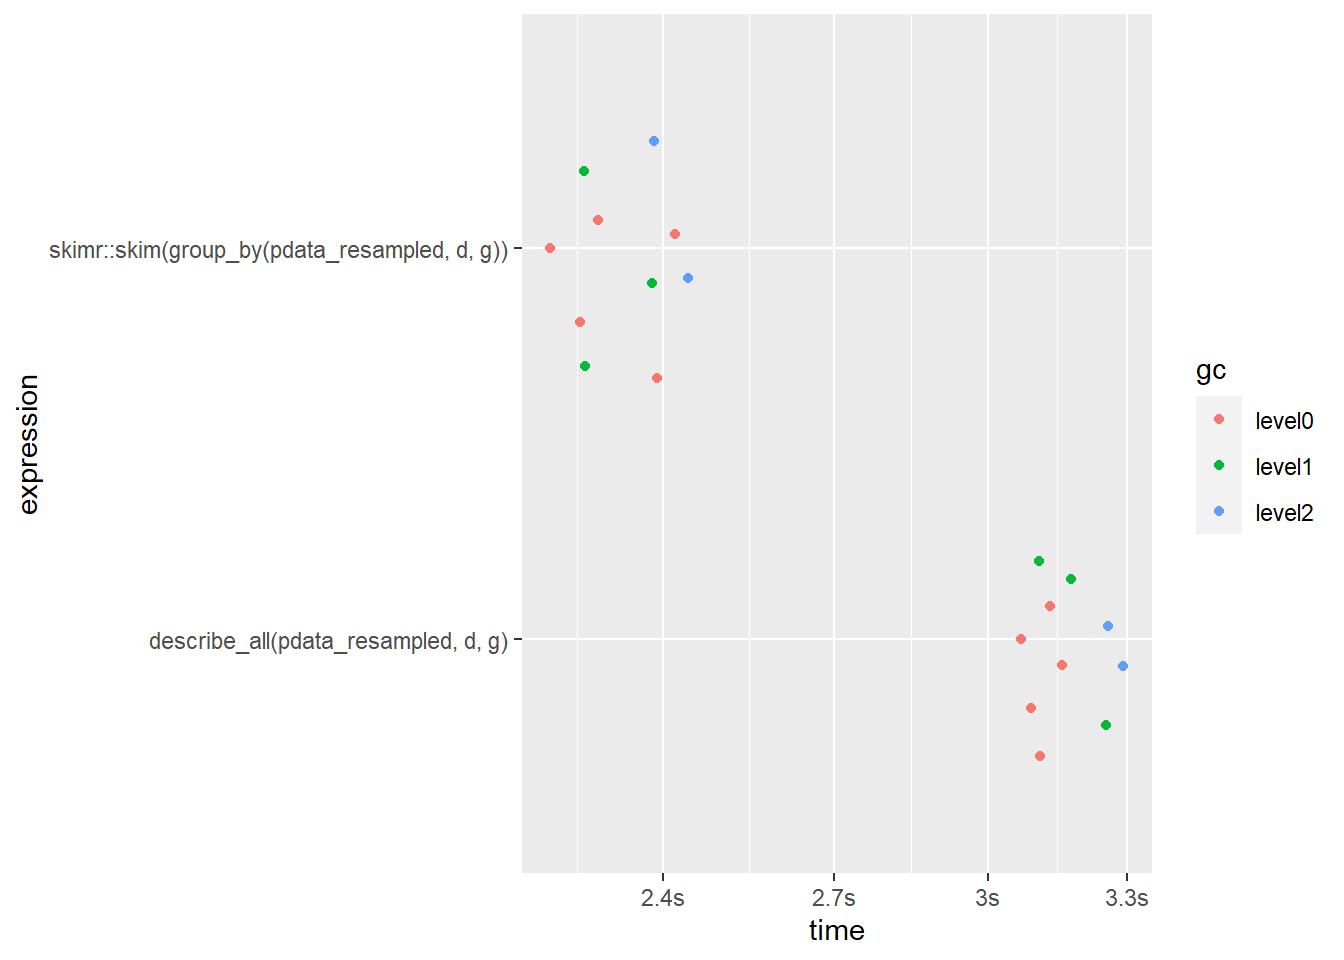 skimr::skim(group_by(pdata_resampled, d, g))
describe_all(pdata_resampled, d, g)
expression
2.4s
2.7s
3s
3.3s
time
gc
level0
level1
level2